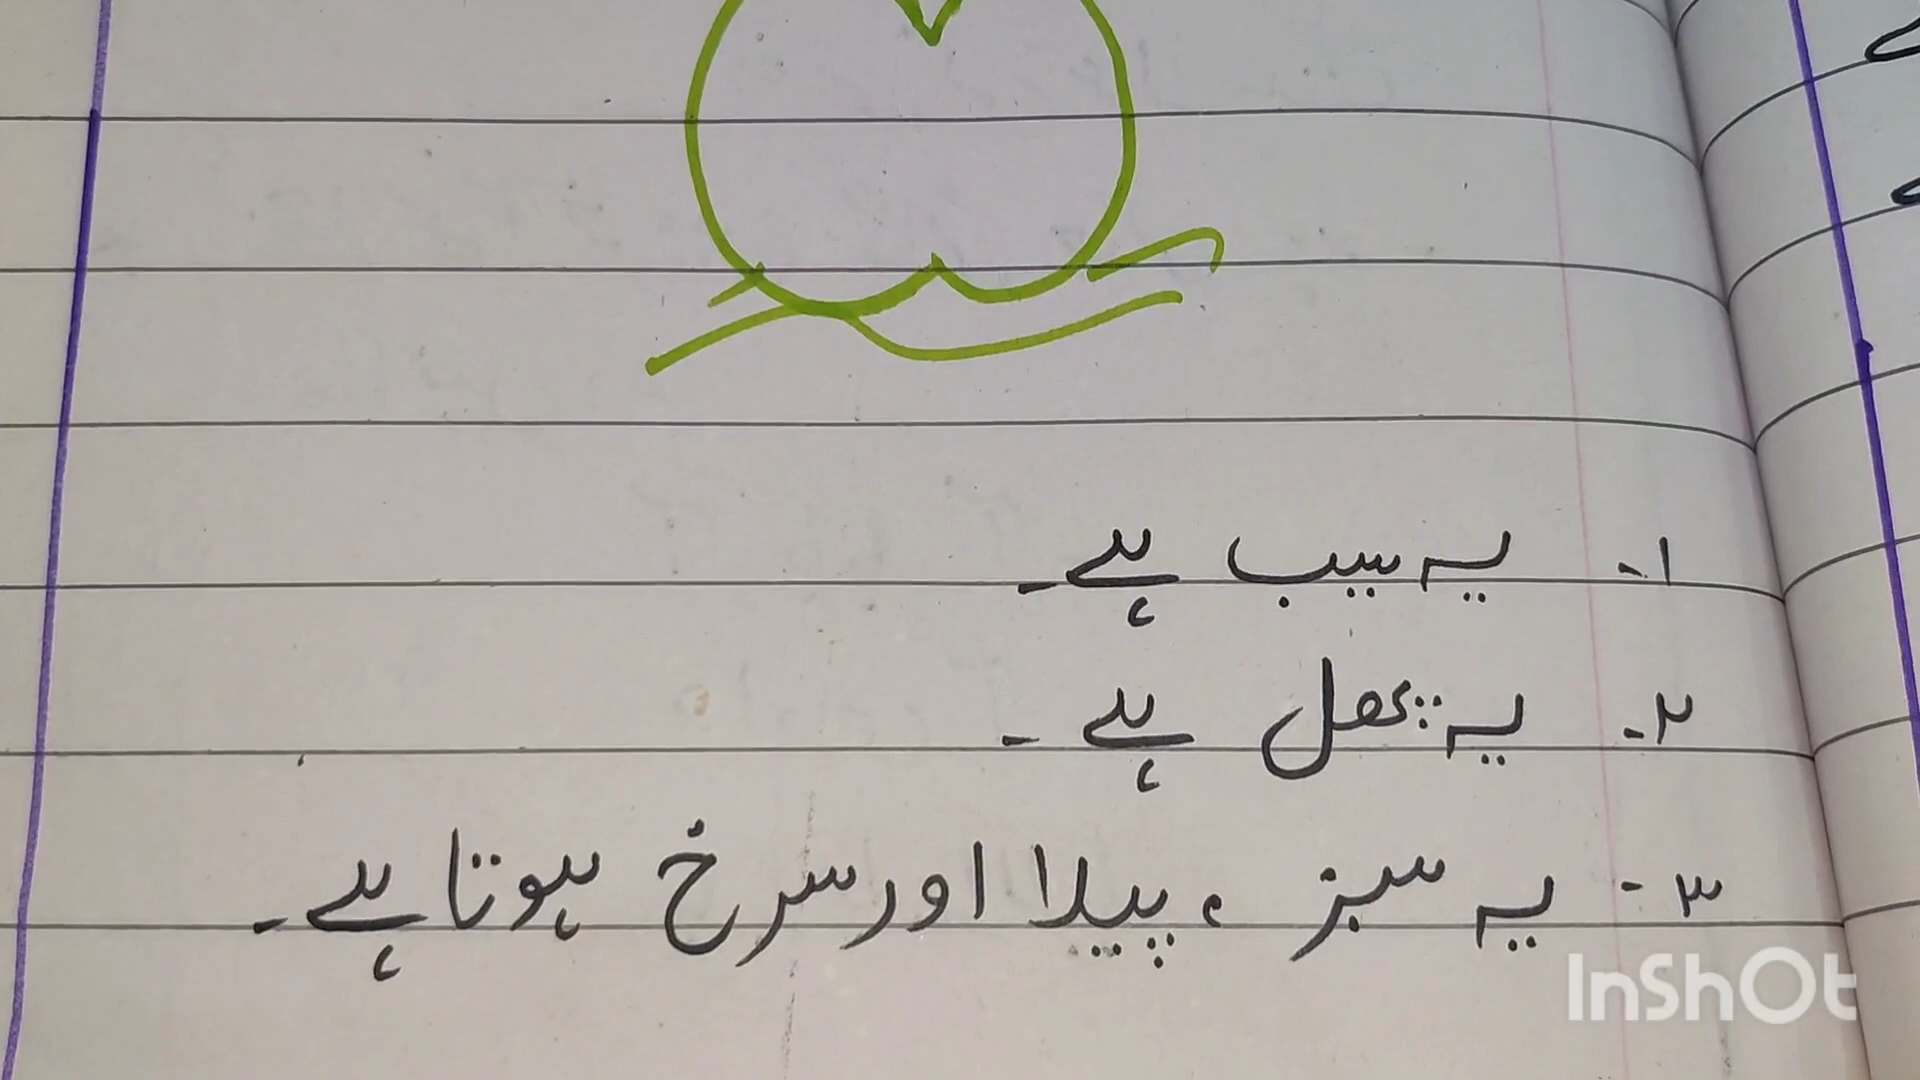 ۱- یہ سیب ہے۔
۲- یہ پھل ہے۔
۳- یہ سبز ، پیلا اور سرخ ہوتا ہے۔
InShOt